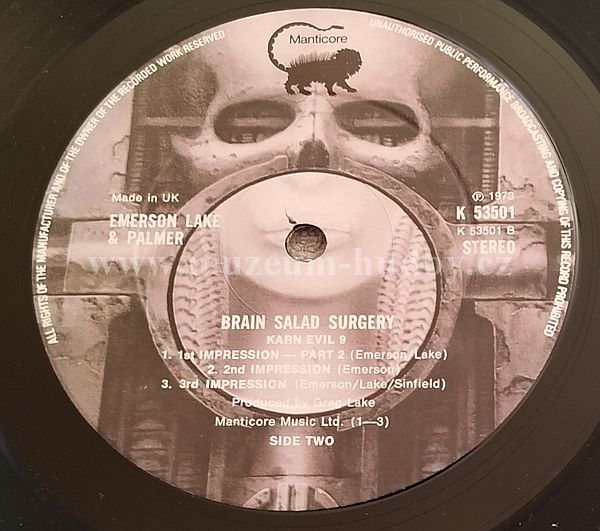 Manticore
ALL RIGHTS OF THE MANUFACTURER AND OF THE OWNER OF THE RECORDED WORK RESERVED
UNAUTHORISED PUBLIC PERFORMANCE BROADCASTING AND COPYING OF THIS RECORD PROHIBITED
Made in UK
EMERSON LAKE
& PALMER
℗ 1973
K 53501
K 53501 B
STEREO
www.muzeum-hudby.cz
BRAIN SALAD SURGERY
KARN EVIL 9
1. 1st IMPRESSION — PART 2 (Emerson/Lake)
2. 2nd IMPRESSION (Emerson)
3. 3rd IMPRESSION (Emerson/Lake/Sinfield)
Produced by Greg Lake
Manticore Music Ltd. (1—3)
SIDE TWO